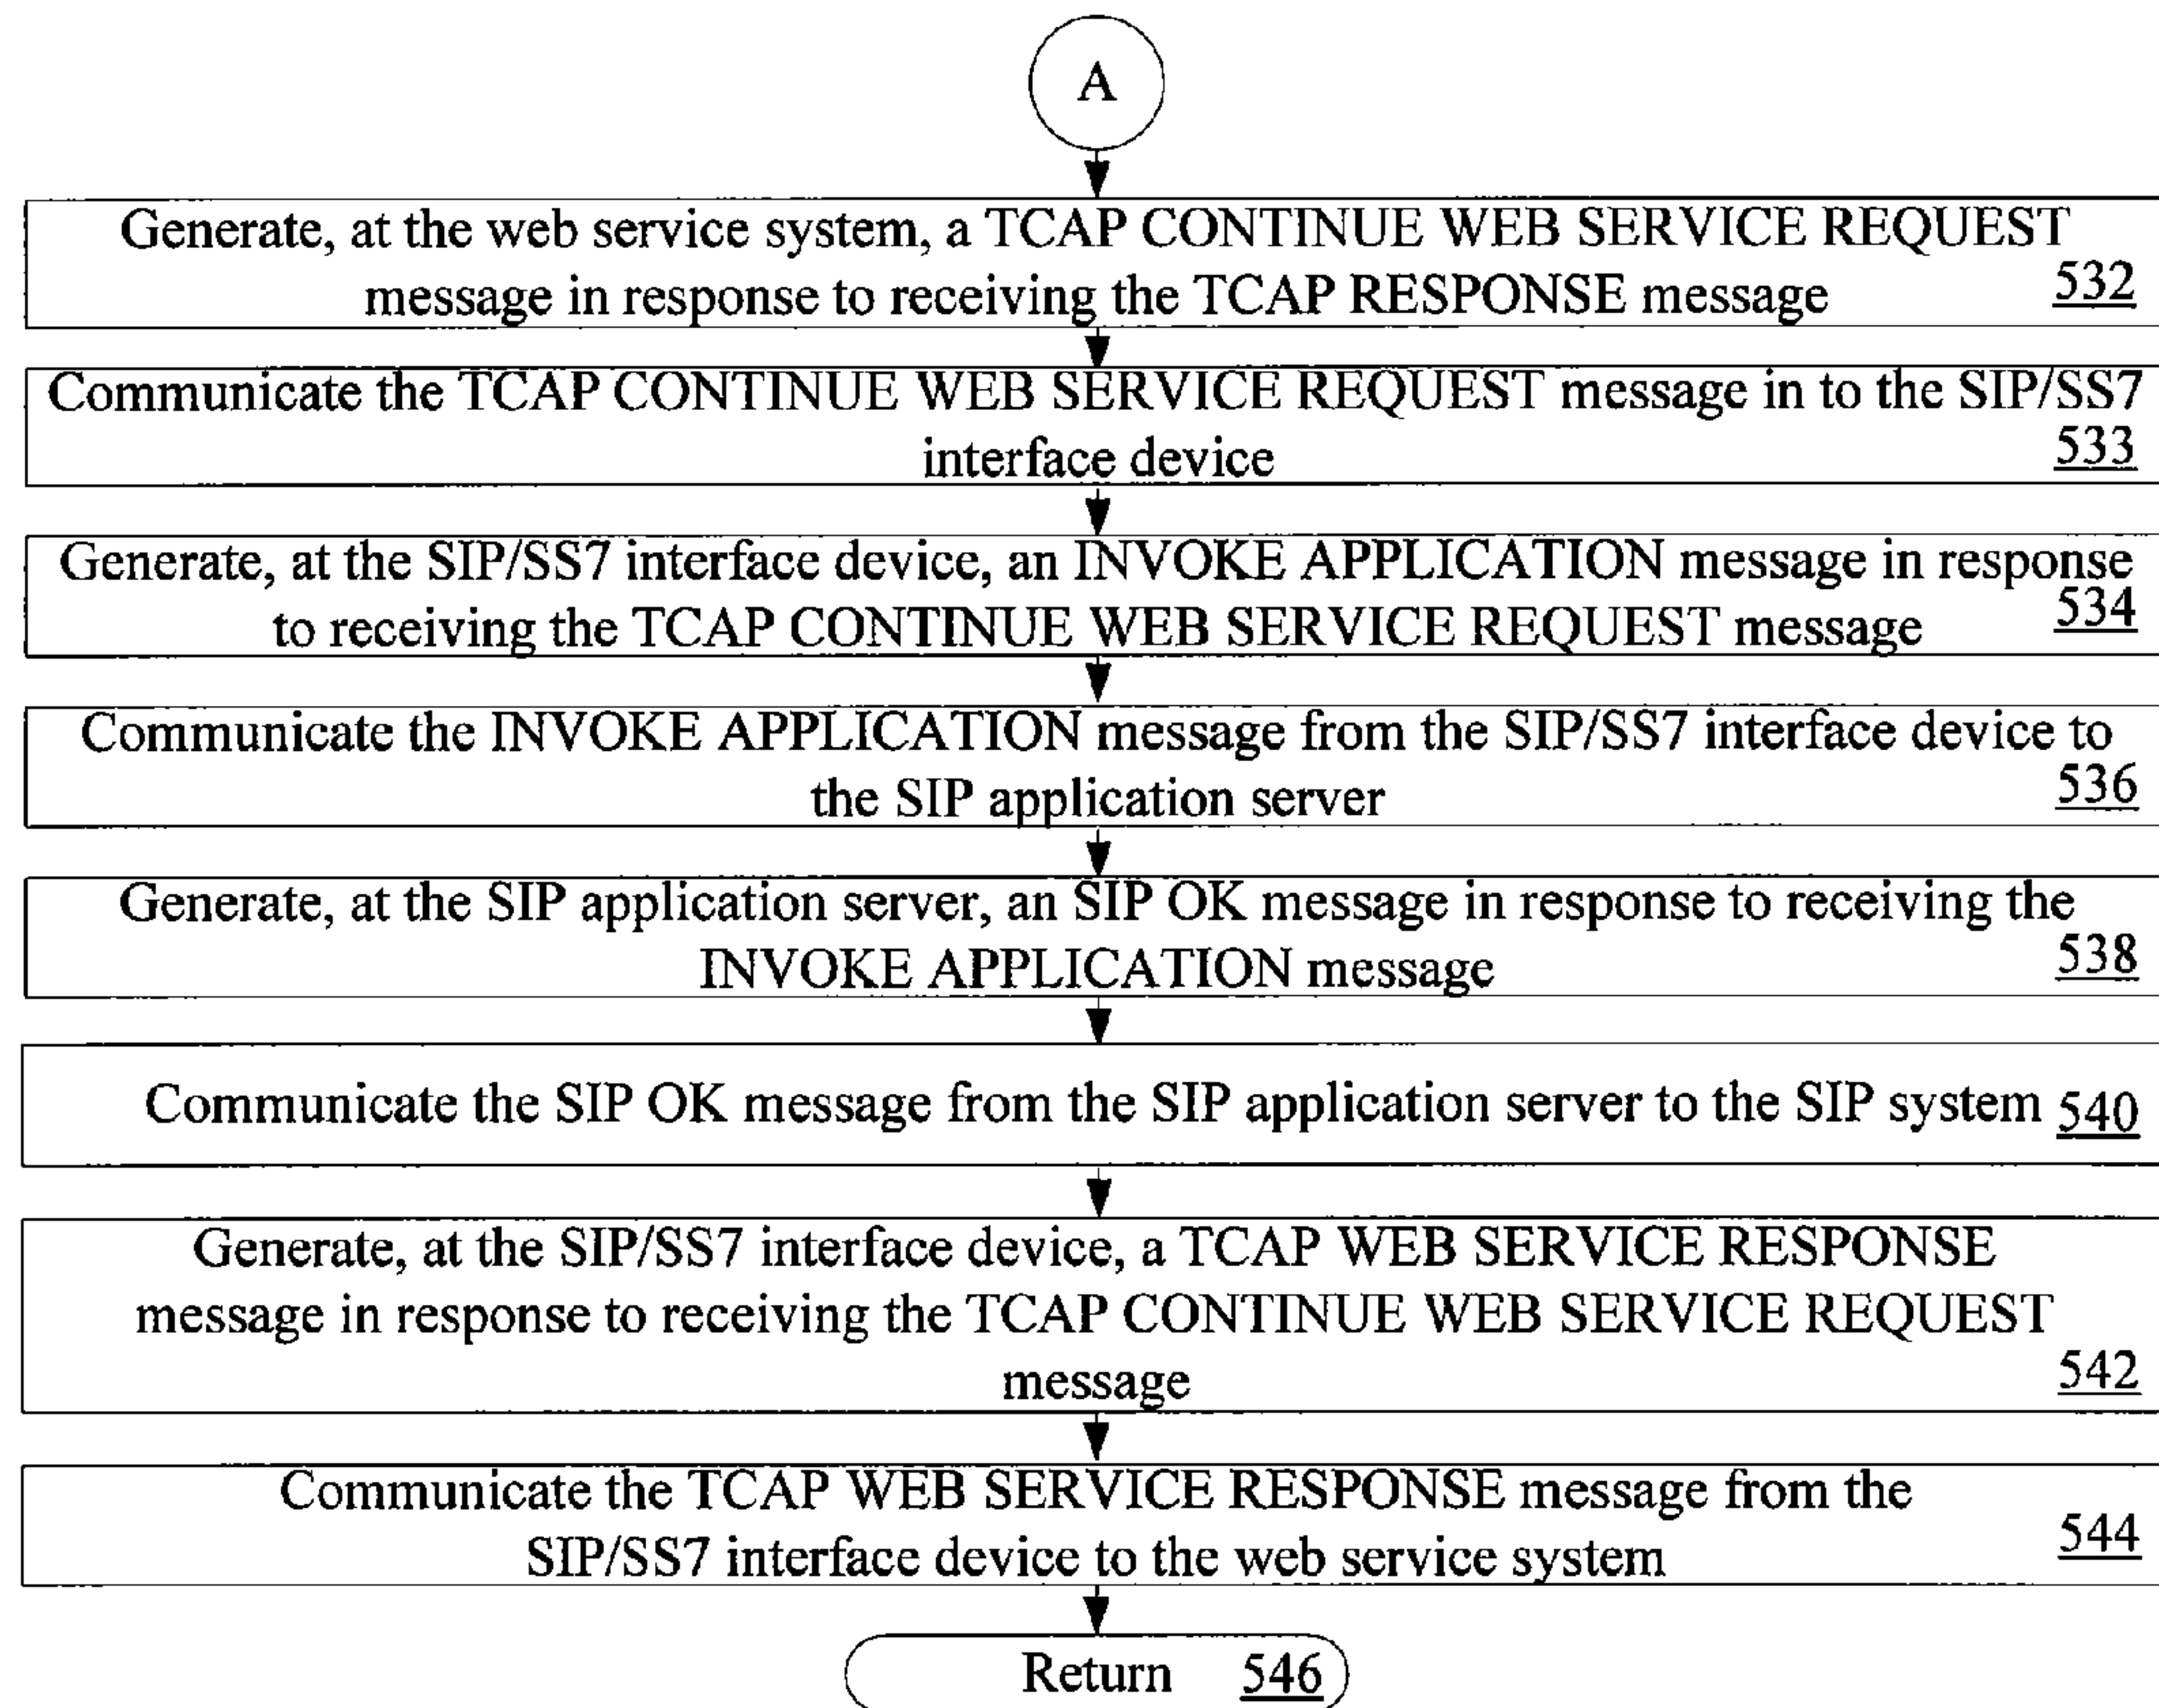 A
Generate, at the web service system, a TCAP CONTINUE WEB SERVICE REQUEST
message in response to receiving the TCAP RESPONSE message 532
Communicate the TCAP CONTINUE WEB SERVICE REQUEST message in to the SIP/SS7
interface device 533
Generate, at the SIP/SS7 interface device, an INVOKE APPLICATION message in response
to receiving the TCAP CONTINUE WEB SERVICE REQUEST message 534
Communicate the INVOKE APPLICATION message from the SIP/SS7 interface device to
the SIP application server 536
Generate, at the SIP application server, an SIP OK message in response to receiving the
INVOKE APPLICATION message 538
Communicate the SIP OK message from the SIP application server to the SIP system 540
Generate, at the SIP/SS7 interface device, a TCAP WEB SERVICE RESPONSE
message in response to receiving the TCAP CONTINUE WEB SERVICE REQUEST
message 542
Communicate the TCAP WEB SERVICE RESPONSE message from the
SIP/SS7 interface device to the web service system 544
Return 546